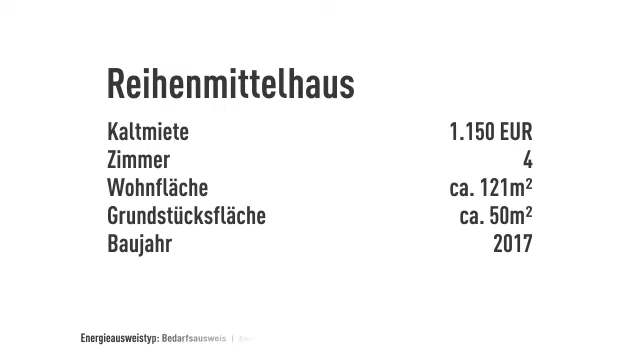 Reihenmittelhaus
Kaltmiete 1.150 EUR
Zimmer 4
Wohnfläche ca. 121m²
Grundstücksfläche ca. 50m²
Baujahr 2017
Energieausweistyp: Bedarfsausweis |